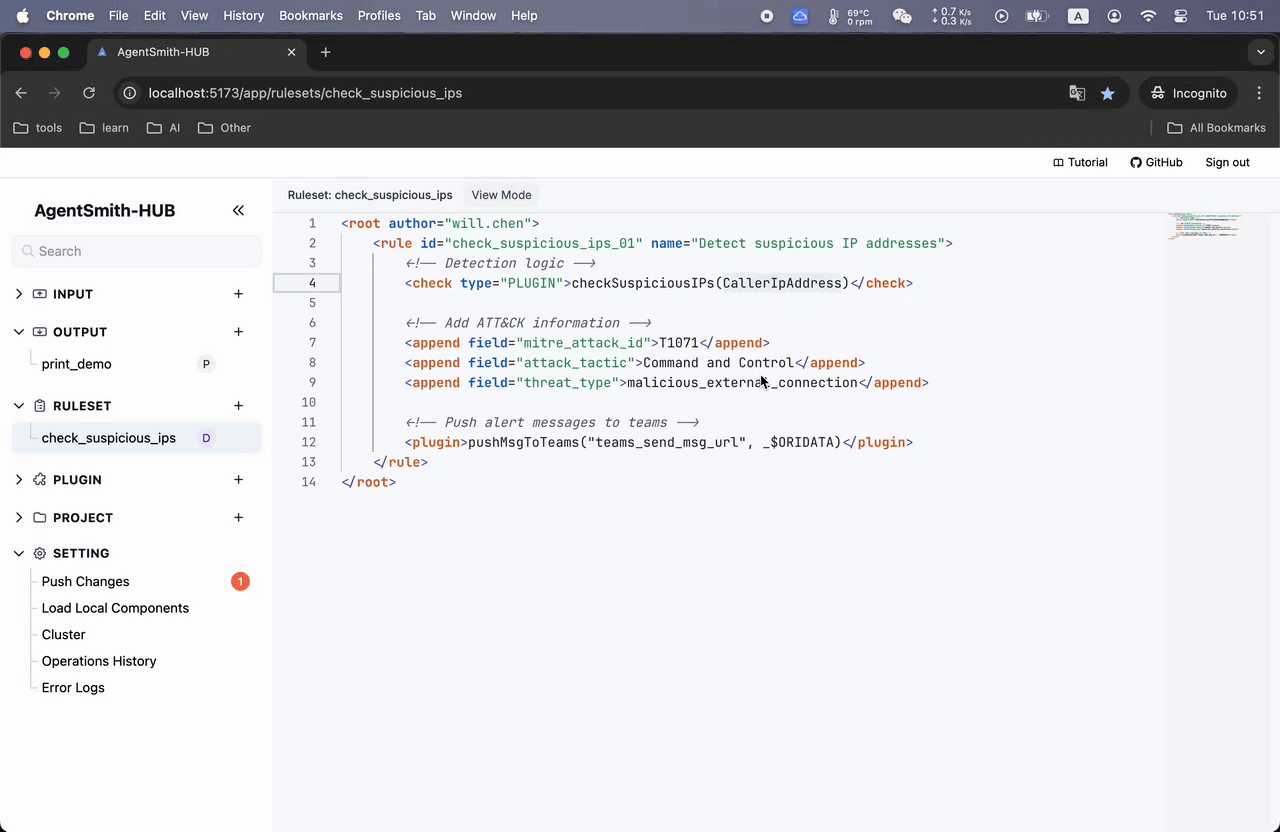 Chrome File Edit View History Bookmarks Profiles Tab Window Help 69°C 0 rpm 0.7 K/s 0.3 K/s A Tue 10:51
AgentSmith-HUB
localhost:5173/app/rulesets/check_suspicious_ips Incognito
tools learn AI Other All Bookmarks
Tutorial GitHub Sign out
AgentSmith-HUB
Search
INPUT
OUTPUT
print_demo P
RULESET
check_suspicious_ips D
PLUGIN
PROJECT
SETTING
Push Changes 1
Load Local Components
Cluster
Operations History
Error Logs
Ruleset: check_suspicious_ips View Mode
1 <root author="will.chen">
2 <rule id="check_suspicious_ips_01" name="Detect suspicious IP addresses">
3 <!-- Detection logic -->
4 <check type="PLUGIN">checkSuspiciousIPs(CallerIpAddress)</check>
5
6 <!-- Add ATT&CK information -->
7 <append field="mitre_attack_id">T1071</append>
8 <append field="attack_tactic">Command and Control</append>
9 <append field="threat_type">malicious_external_connection</append>
10
11 <!-- Push alert messages to teams -->
12 <plugin>pushMsgToTeams("teams_send_msg_url", _$ORIDATA)</plugin>
13 </rule>
14 </root>